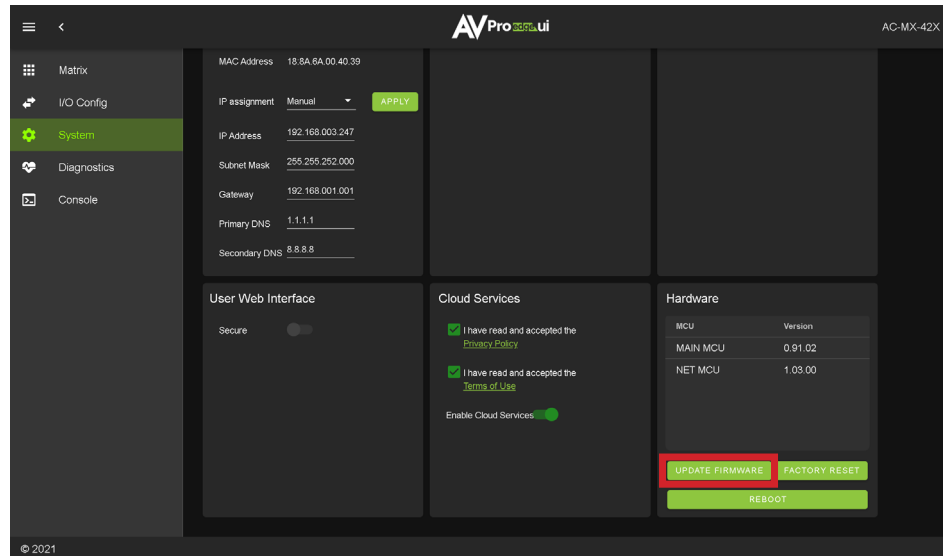 AVPro edge.ui
AC-MX-42X
Matrix
I/O Config
System
Diagnostics
Console
MAC Address 18.8A.6A.00.40.39
IP assignment Manual APPLY
IP Address 192.168.003.247
Subnet Mask 255.255.252.000
Gateway 192.168.001.001
Primary DNS 1.1.1.1
Secondary DNS 8.8.8.8
User Web Interface
Secure
Cloud Services
I have read and accepted the
Privacy Policy
I have read and accepted the
Terms of Use
Enable Cloud Services
Hardware
MCU Version
MAIN MCU 0.91.02
NET MCU 1.03.00
UPDATE FIRMWARE FACTORY RESET
REBOOT
© 2021